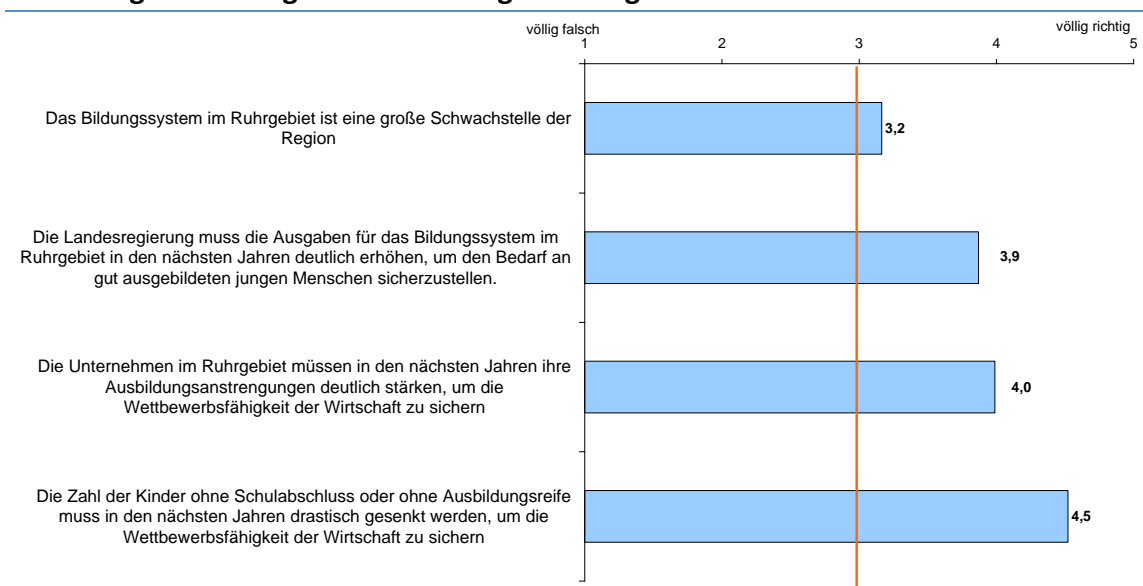 völlig falsch
völlig richtig
1 2 3 4 5
Das Bildungssystem im Ruhrgebiet ist eine große Schwachstelle der
Region
3,2
Die Landesregierung muss die Ausgaben für das Bildungssystem im
Ruhrgebiet in den nächsten Jahren deutlich erhöhen, um den Bedarf an
gut ausgebildeten jungen Menschen sicherzustellen.
3,9
Die Unternehmen im Ruhrgebiet müssen in den nächsten Jahren ihre
Ausbildungsanstrengungen deutlich stärken, um die
Wettbewerbsfähigkeit der Wirtschaft zu sichern
4,0
Die Zahl der Kinder ohne Schulabschluss oder ohne Ausbildungsreife
muss in den nächsten Jahren drastisch gesenkt werden, um die
Wettbewerbsfähigkeit der Wirtschaft zu sichern
4,5